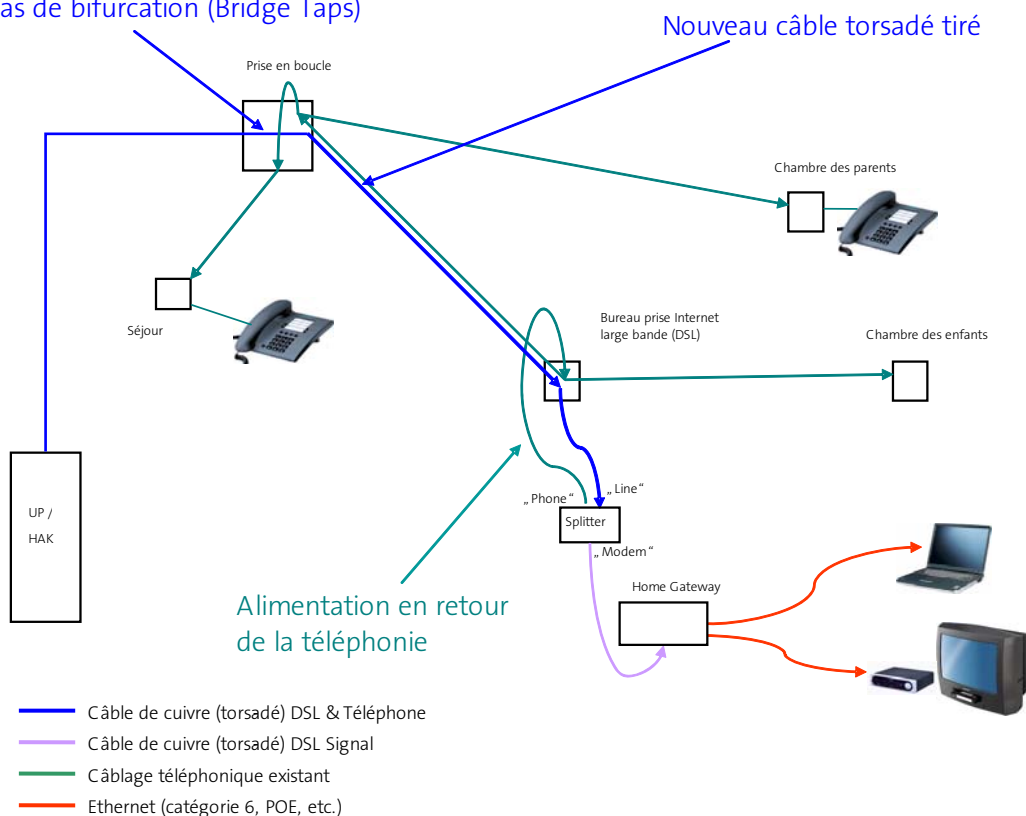 as de bifurcation (Bridge Taps)
Nouveau câble torsadé tiré
Prise en boucle
Chambre des parents
Séjour
Bureau prise Internet
large bande (DSL)
Chambre des enfants
UP /
HAK
„Phone“
„Line“
Splitter
„Modem“
Home Gateway
Alimentation en retour
de la téléphonie
Câble de cuivre (torsadé) DSL & Téléphone
Câble de cuivre (torsadé) DSL Signal
Câblage téléphonique existant
Ethernet (catégorie 6, POE, etc.)